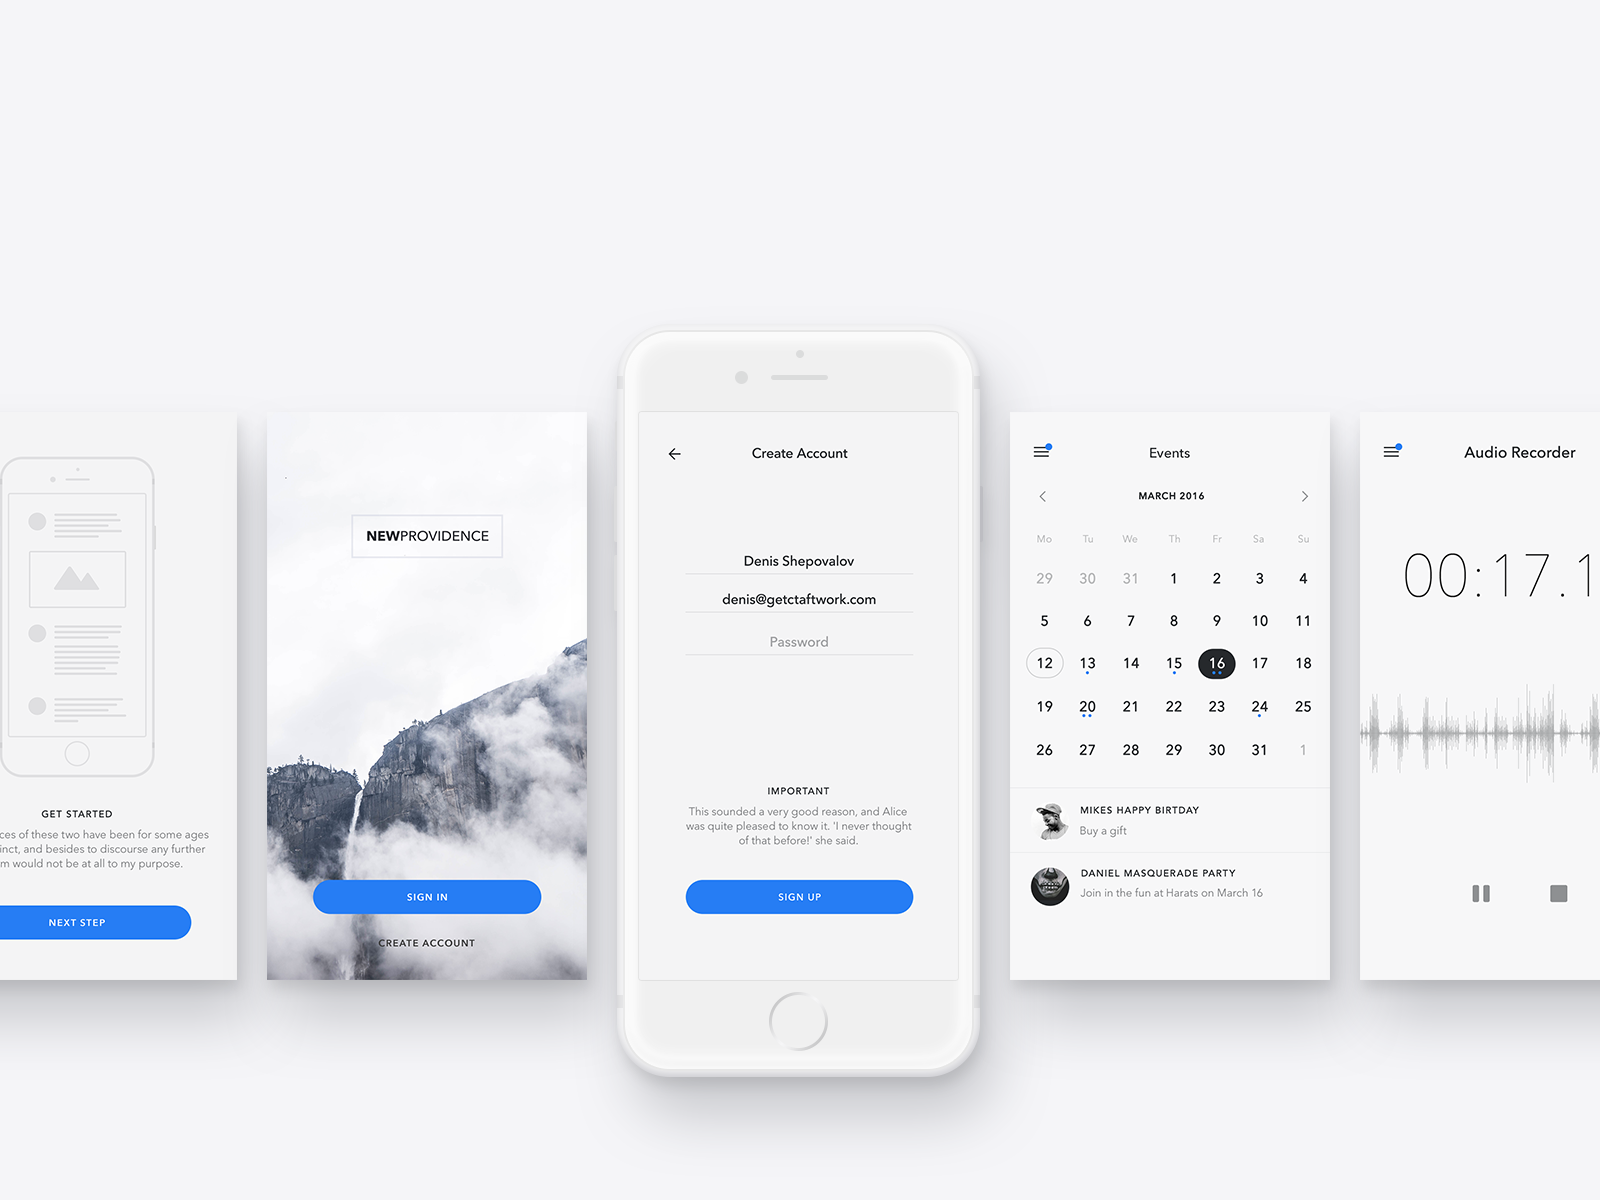 GET STARTED
ces of these two have been for some ages
inct, and besides to discourse any further
m would not be at all to my purpose.
NEXT STEP
NEWPROVIDENCE
SIGN IN
CREATE ACCOUNT
Create Account
Denis Shepovalov
denis@getctaftwork.com
Password
IMPORTANT
This sounded a very good reason, and Alice
was quite pleased to know it. 'I never thought
of that before!' she said.
SIGN UP
Events
MARCH 2016
Mo Tu We Th Fr Sa Su
29 30 31 1 2 3 4
5 6 7 8 9 10 11
12 13 14 15 16 17 18
19 20 21 22 23 24 25
26 27 28 29 30 31 1
MIKES HAPPY BIRTDAY
Buy a gift
DANIEL MASQUERADE PARTY
Join in the fun at Harats on March 16
Audio Recorder
00:17.1